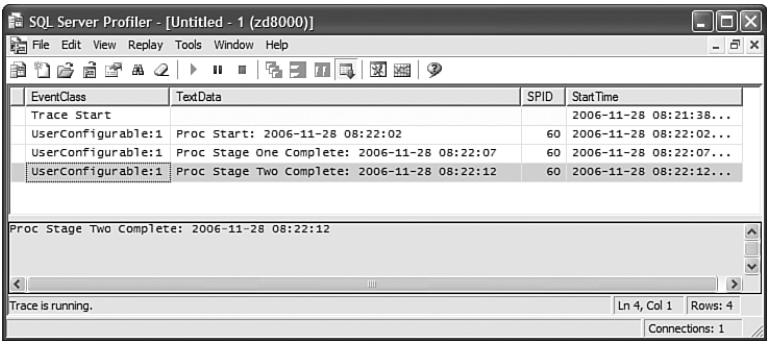 SQL Server Profiler - [Untitled - 1 (zd8000)]
File Edit View Replay Tools Window Help
EventClass TextData SPID StartTime
Trace Start 2006-11-28 08:21:38...
UserConfigurable:1 Proc Start: 2006-11-28 08:22:02 60 2006-11-28 08:22:02...
UserConfigurable:1 Proc Stage One Complete: 2006-11-28 08:22:07 60 2006-11-28 08:22:07...
UserConfigurable:1 Proc Stage Two Complete: 2006-11-28 08:22:12 60 2006-11-28 08:22:12...
Proc Stage Two Complete: 2006-11-28 08:22:12
Trace is running. Ln 4, Col 1 Rows: 4
Connections: 1